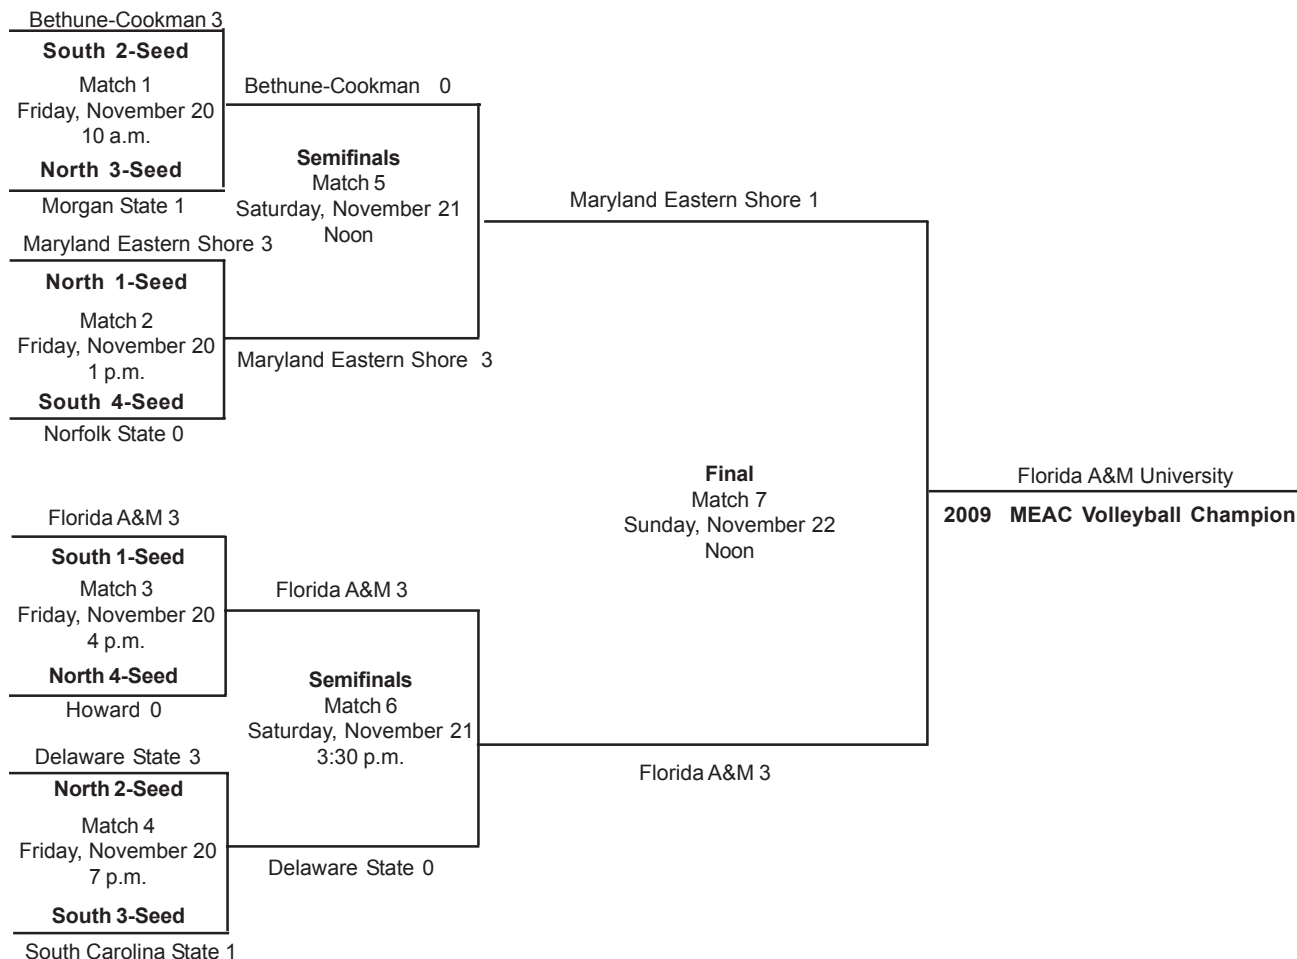 Bethune-Cookman 3
South 2-Seed
Match 1
Friday, November 20
10 a.m.
North 3-Seed
Morgan State 1
Maryland Eastern Shore 3
North 1-Seed
Match 2
Friday, November 20
1 p.m.
South 4-Seed
Norfolk State 0
Florida A&M 3
South 1-Seed
Match 3
Friday, November 20
4 p.m.
North 4-Seed
Howard 0
Delaware State 3
North 2-Seed
Match 4
Friday, November 20
7 p.m.
South 3-Seed
South Carolina State 1
Bethune-Cookman 0
Semifinals
Match 5
Saturday, November 21
Noon
Maryland Eastern Shore 3
Florida A&M 3
Semifinals
Match 6
Saturday, November 21
3:30 p.m.
Delaware State 0
Maryland Eastern Shore 1
Final
Match 7
Sunday, November 22
Noon
Florida A&M 3
Florida A&M University
2009 MEAC Volleyball Champion